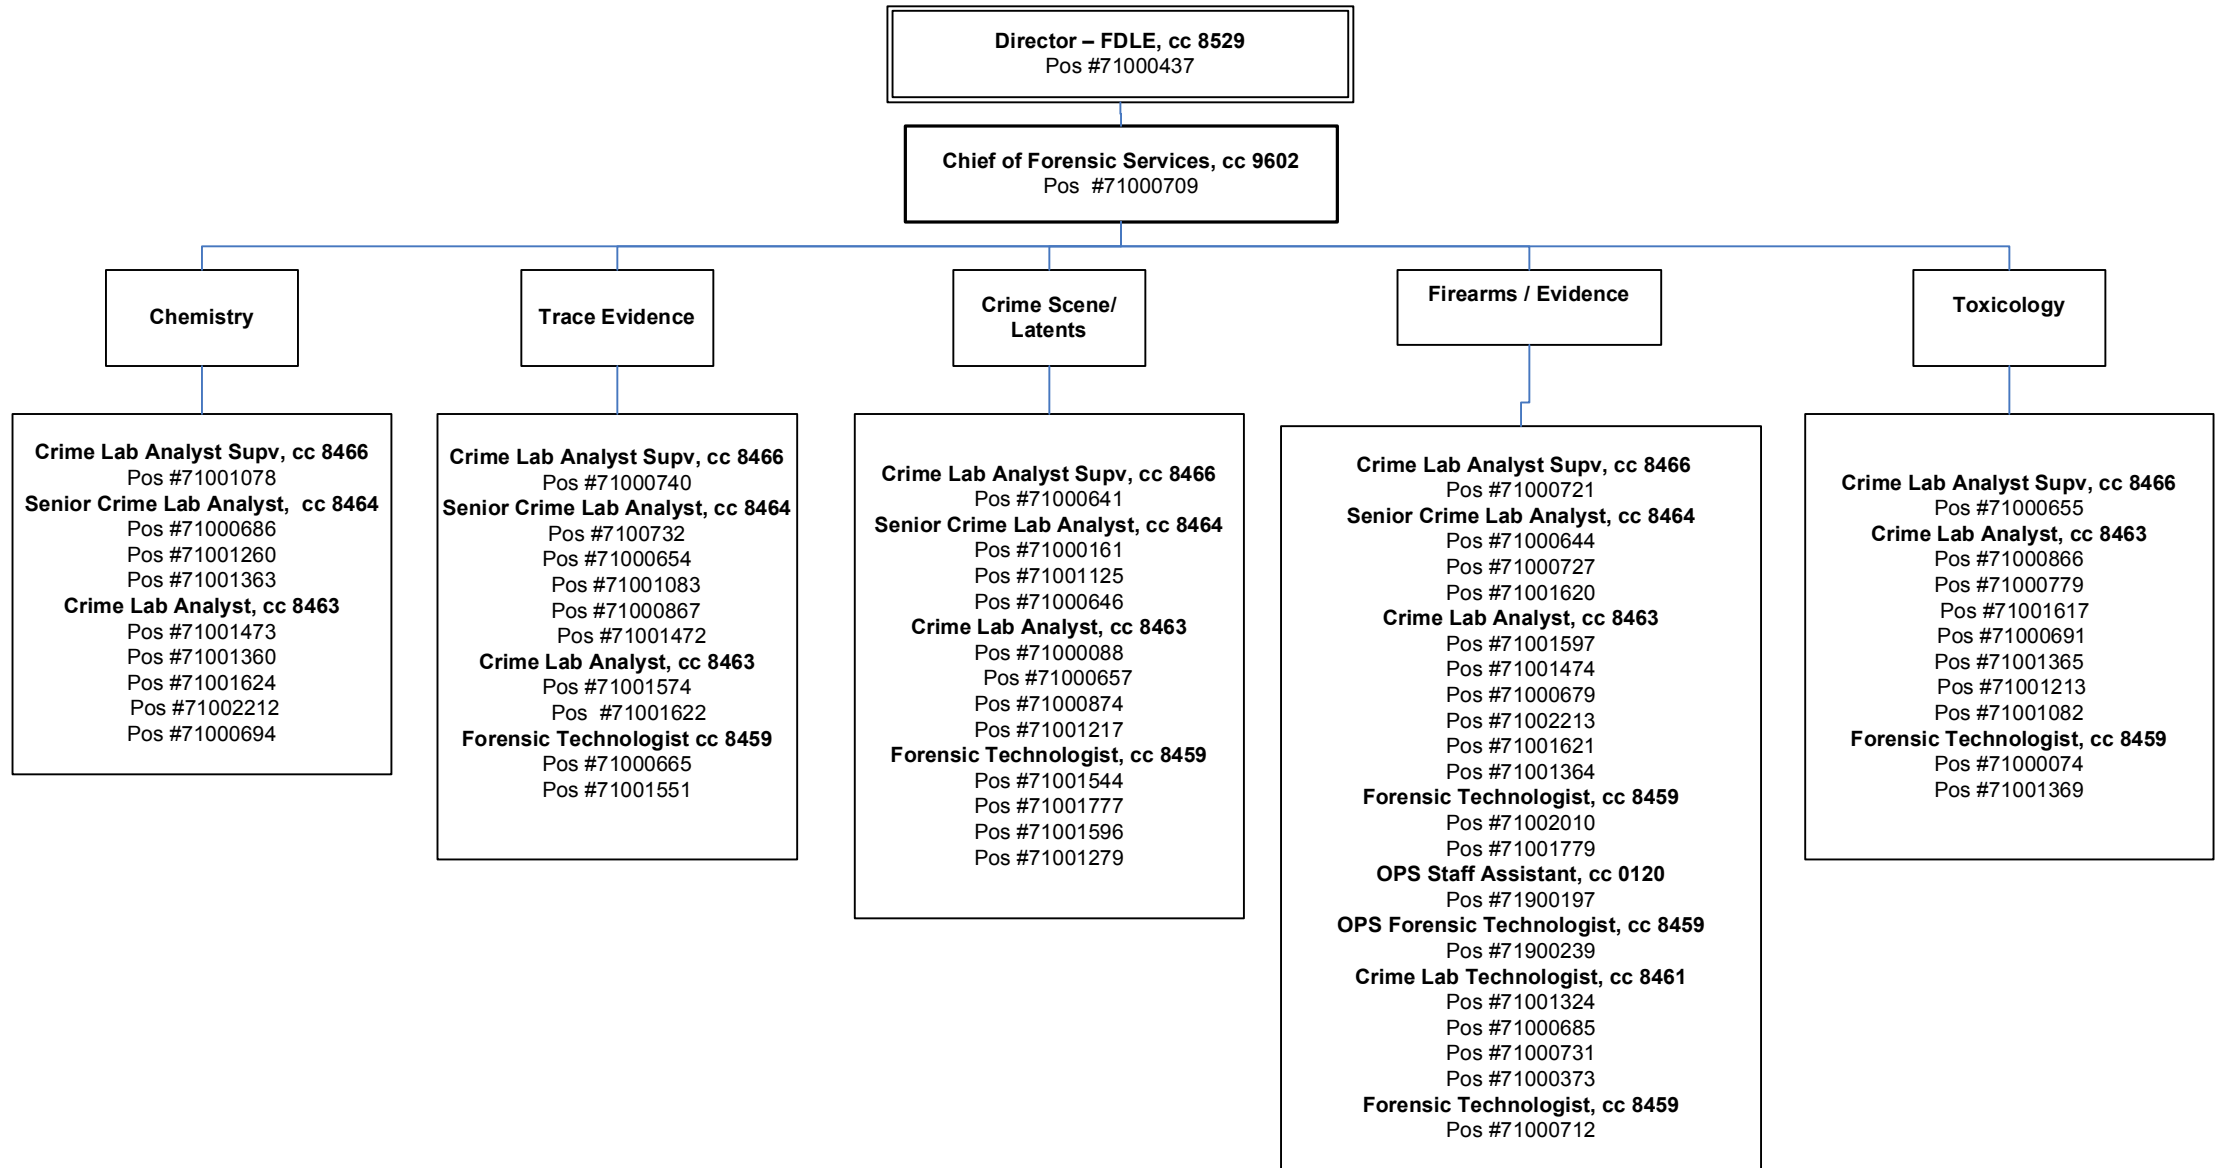 Director – FDLE, cc 8529
Pos #71000437
Chief of Forensic Services, cc 9602
Pos  #71000709
Chemistry
Crime Lab Analyst Supv, cc 8466
Pos #71001078
Senior Crime Lab Analyst,  cc 8464
Pos #71000686
Pos #71001260
Pos #71001363
Crime Lab Analyst, cc 8463
Pos #71001473
Pos #71001360
Pos #71001624
Pos #71002212
Pos #71000694
Trace Evidence
Crime Lab Analyst Supv, cc 8466
Pos #71000740
Senior Crime Lab Analyst, cc 8464
Pos #7100732
Pos #71000654
Pos #71001083
Pos #71000867
Pos #71001472
Crime Lab Analyst, cc 8463
Pos #71001574
Pos  #71001622
Forensic Technologist cc 8459
Pos #71000665
Pos #71001551
Crime Scene/
Latents
Crime Lab Analyst Supv, cc 8466
Pos #71000641
Senior Crime Lab Analyst, cc 8464
Pos #71000161
Pos #71001125
Pos #71000646
Crime Lab Analyst, cc 8463
Pos #71000088
Pos #71000657
Pos #71000874
Pos #71001217
Forensic Technologist, cc 8459
Pos #71001544
Pos #71001777
Pos #71001596
Pos #71001279
Firearms / Evidence
Crime Lab Analyst Supv, cc 8466
Pos #71000721
Senior Crime Lab Analyst, cc 8464
Pos #71000644
Pos #71000727
Pos #71001620
Crime Lab Analyst, cc 8463
Pos #71001597
Pos #71001474
Pos #71000679
Pos #71002213
Pos #71001621
Pos #71001364
Forensic Technologist, cc 8459
Pos #71002010
Pos #71001779
OPS Staff Assistant, cc 0120
Pos #71900197
OPS Forensic Technologist, cc 8459
Pos #71900239
Crime Lab Technologist, cc 8461
Pos #71001324
Pos #71000685
Pos #71000731
Pos #71000373
Forensic Technologist, cc 8459
Pos #71000712
Toxicology
Crime Lab Analyst Supv, cc 8466
Pos #71000655
Crime Lab Analyst, cc 8463
Pos #71000866
Pos #71000779
Pos #71001617
Pos #71000691
Pos #71001365
Pos #71001213
Pos #71001082
Forensic Technologist, cc 8459
Pos #71000074
Pos #71001369